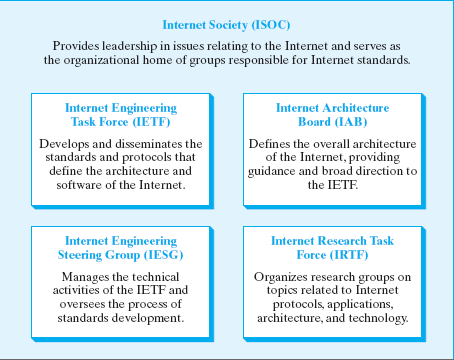 Internet Society (ISOC)
Provides leadership in issues relating to the Internet and serves as
the organizational home of groups responsible for Internet standards.
Internet Engineering
Task Force (IETF)
Develops and disseminates the
standards and protocols that
define the architecture and
software of the Internet.
Internet Architecture
Board (IAB)
Defines the overall architecture
of the Internet, providing
guidance and broad direction to
the IETF.
Internet Engineering
Steering Group (IESG)
Manages the technical
activities of the IETF and
oversees the process of
standards development.
Internet Research Task
Force (IRTF)
Organizes research groups on
topics related to Internet
protocols, applications,
architecture, and technology.